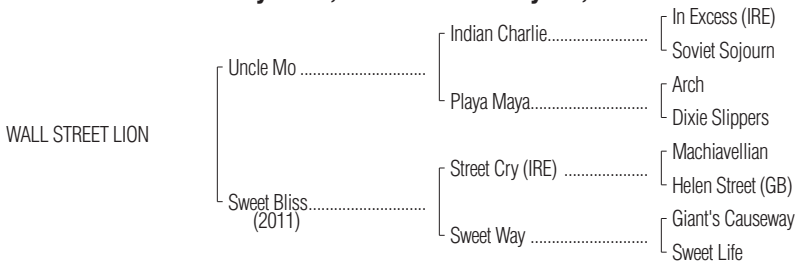 In Excess (IRE)
Indian Charlie
Soviet Sojourn
Uncle Mo
Arch
Playa Maya
Dixie Slippers
WALL STREET LION
Machiavellian
Street Cry (IRE)
Helen Street (GB)
Sweet Bliss
(2011)
Giant's Causeway
Sweet Way
Sweet Life